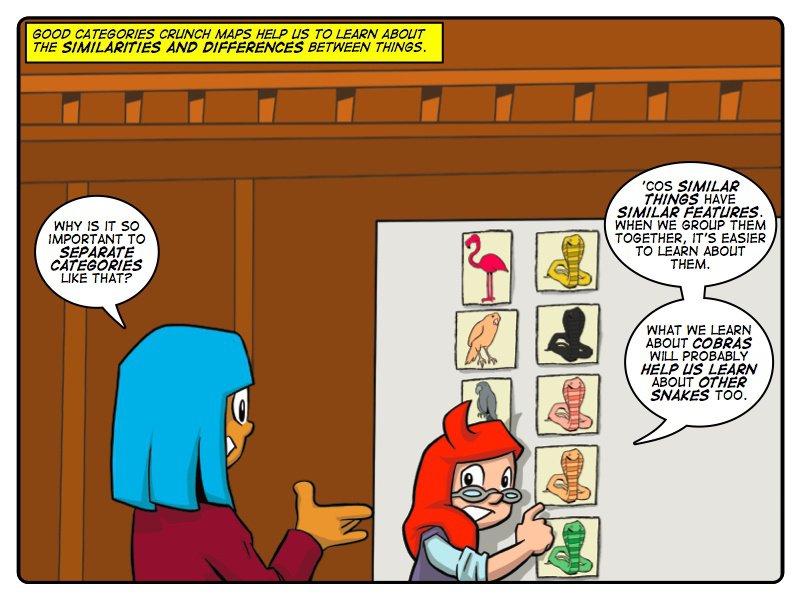 GOOD CATEGORIES CRUNCH MAPS HELP US TO LEARN ABOUT
THE SIMILARITIES AND DIFFERENCES BETWEEN THINGS.
WHY IS IT SO
IMPORTANT TO
SEPARATE
CATEGORIES
LIKE THAT?
'COS SIMILAR
THINGS HAVE
SIMILAR FEATURES.
WHEN WE GROUP THEM
TOGETHER, IT'S EASIER
TO LEARN ABOUT
THEM.
WHAT WE LEARN
ABOUT COBRAS
WILL PROBABLY
HELP US LEARN
ABOUT OTHER
SNAKES TOO.